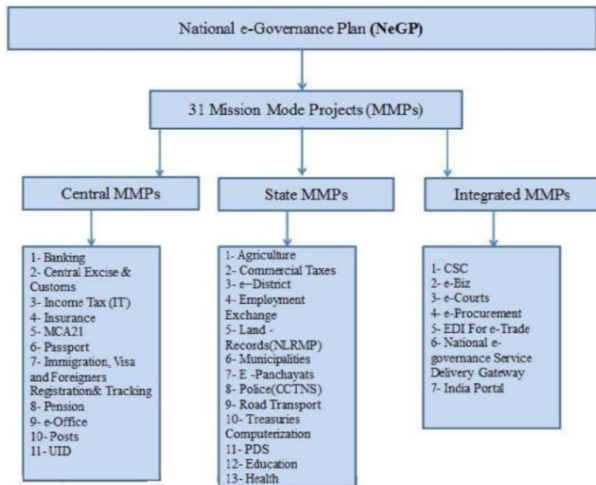 National e-Governance Plan (NeGP)
31 Mission Mode Projects (MMPs)
Central MMPs
State MMPs
Integrated MMPs
1- Banking
2- Central Excise &
Customs
3- Income Tax (IT)
4- Insurance
5- MCA21
6- Passport
7- Immigration, Visa
and Foreigners
Registration& Tracking
8- Pension
9- e-Office
10- Posts
11- UID
1- Agriculture
2- Commercial Taxes
3- e–District
4- Employment
Exchange
5- Land -
Records(NLRMP)
6- Municipalities
7- E -Panchayats
8- Police(CCTNS)
9- Road Transport
10- Treasuries
Computerization
11- PDS
12- Education
13- Health
1- CSC
2- e-Biz
3- e-Courts
4- e-Procurement
5- EDI For e-Trade
6- National e-
governance Service
Delivery Gateway
7- India Portal